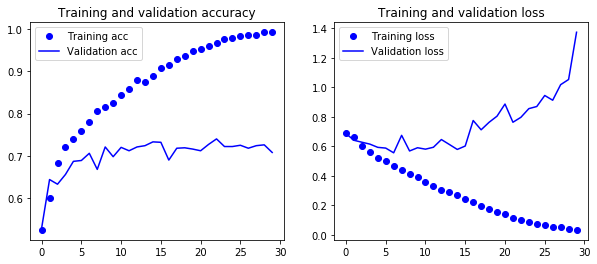 Training and validation accuracy
1.0
0.9
0.8
0.7
0.6
0 5 10 15 20 25 30
Training acc
Validation acc
Training and validation loss
1.4
1.2
1.0
0.8
0.6
0.4
0.2
0.0
0 5 10 15 20 25 30
Training loss
Validation loss